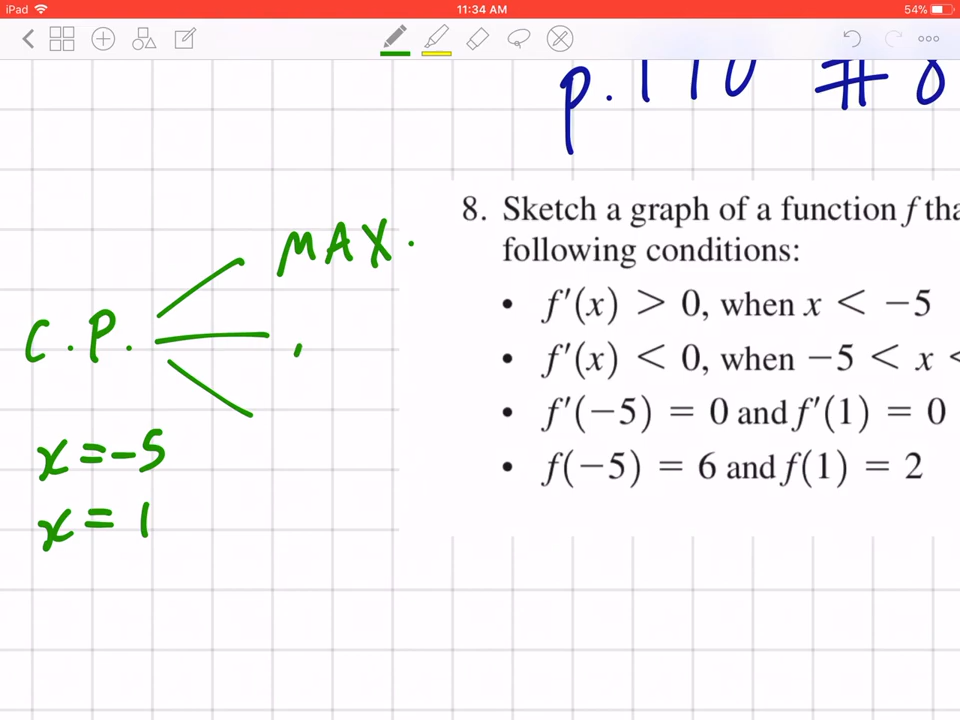 iPad 11:34 AM 54%
p. 170 # 8
8. Sketch a graph of a function f tha
following conditions:
• f'(x) > 0, when x < −5
• f'(x) < 0, when −5 < x <
• f'(−5) = 0 and f'(1) = 0
• f(−5) = 6 and f(1) = 2
MAX.
C.P.
x = -5
x = 1